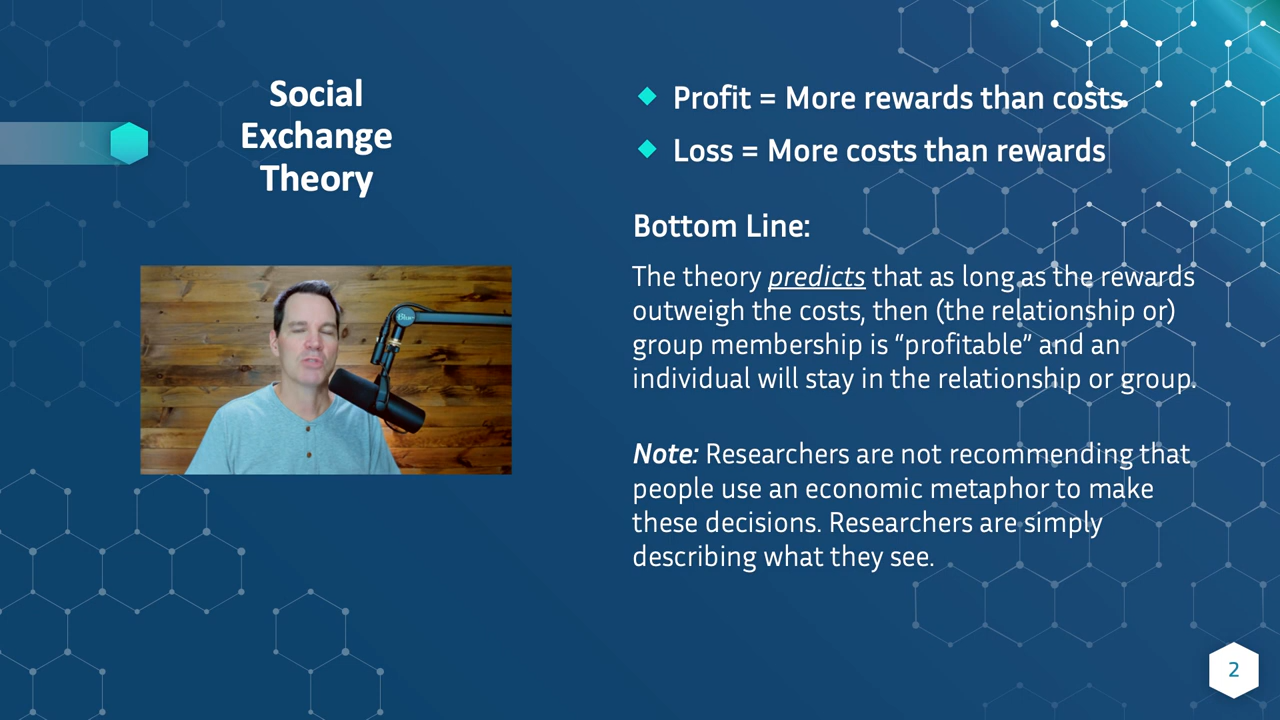 Social
Exchange
Theory
Profit = More rewards than costs
Loss = More costs than rewards
Bottom Line:
The theory predicts that as long as the rewards
outweigh the costs, then (the relationship or)
group membership is “profitable” and an
individual will stay in the relationship or group.
Note: Researchers are not recommending that
people use an economic metaphor to make
these decisions. Researchers are simply
describing what they see.
Blue
2